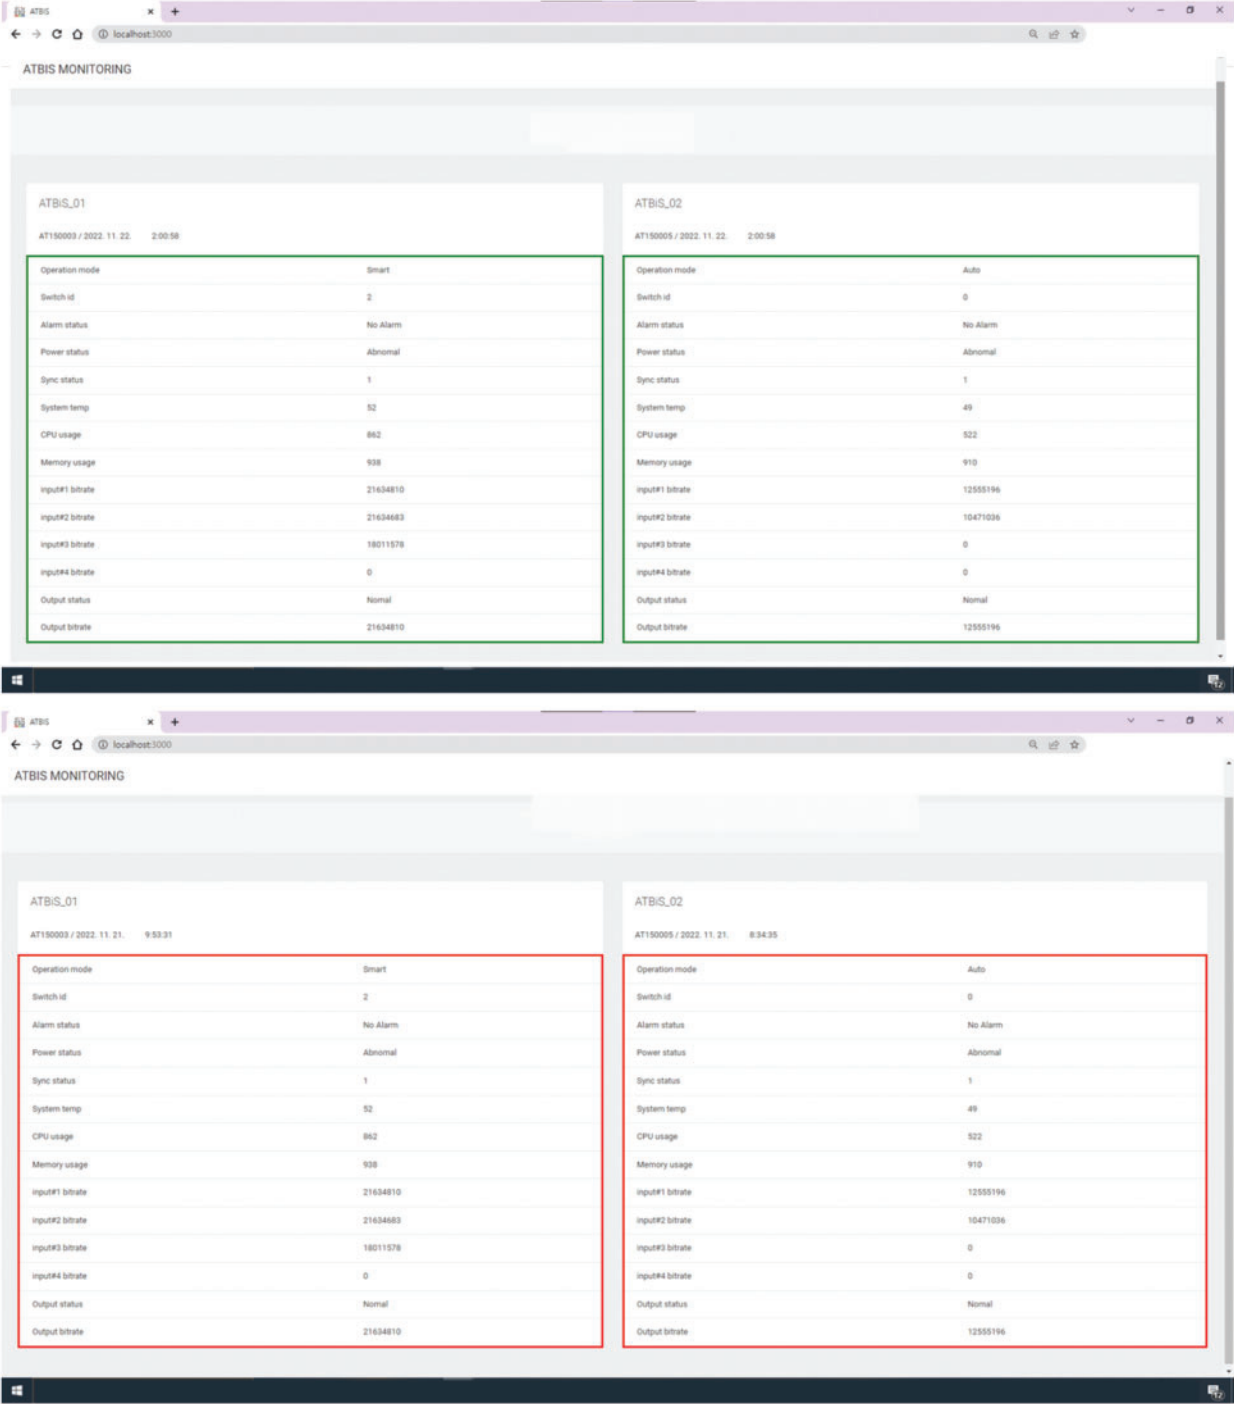 ATBIS
localhost:3000
ATBIS MONITORING
ATBiS_01
AT150003 / 2022. 11. 22. 2:00:58
Operation mode Smart
Switch id 2
Alarm status No Alarm
Power status Abnomal
Sync status 1
System temp 52
CPU usage 862
Memory usage 938
input#1 bitrate 21634810
input#2 bitrate 21634683
input#3 bitrate 18011578
input#4 bitrate 0
Output status Nomal
Output bitrate 21634810
ATBiS_02
AT150005 / 2022. 11. 22. 2:00:58
Operation mode Auto
Switch id 0
Alarm status No Alarm
Power status Abnomal
Sync status 1
System temp 49
CPU usage 522
Memory usage 910
input#1 bitrate 12555196
input#2 bitrate 10471036
input#3 bitrate 0
input#4 bitrate 0
Output status Nomal
Output bitrate 12555196
12
ATBIS
localhost:3000
ATBIS MONITORING
ATBiS_01
AT150003 / 2022. 11. 21. 9:53:31
Operation mode Smart
Switch id 2
Alarm status No Alarm
Power status Abnomal
Sync status 1
System temp 52
CPU usage 862
Memory usage 938
input#1 bitrate 21634810
input#2 bitrate 21634683
input#3 bitrate 18011578
input#4 bitrate 0
Output status Nomal
Output bitrate 21634810
ATBiS_02
AT150005 / 2022. 11. 21. 8:34:35
Operation mode Auto
Switch id 0
Alarm status No Alarm
Power status Abnomal
Sync status 1
System temp 49
CPU usage 522
Memory usage 910
input#1 bitrate 12555196
input#2 bitrate 10471036
input#3 bitrate 0
input#4 bitrate 0
Output status Nomal
Output bitrate 12555196
12